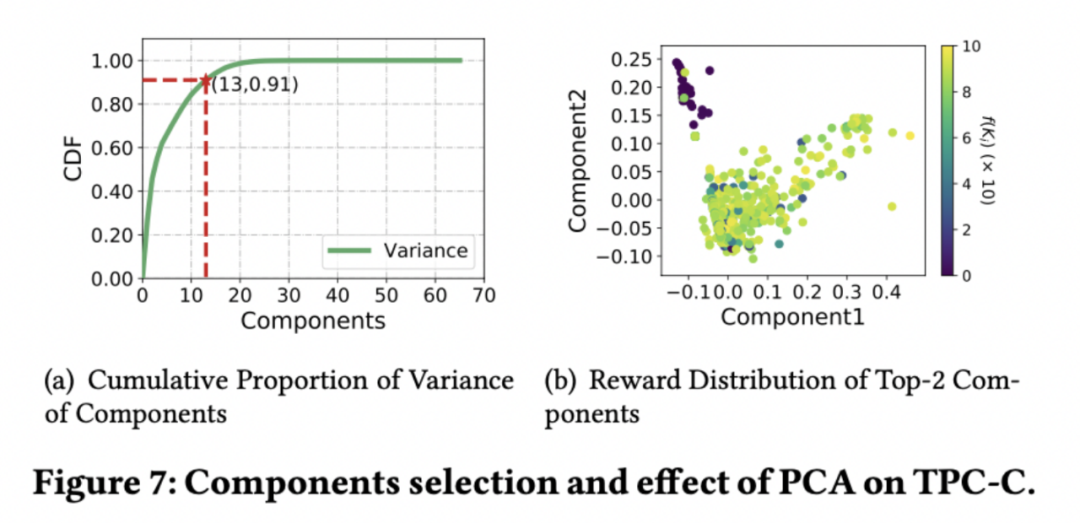 1.00
0.80
0.60
0.40
0.20
0.00
CDF
(13,0.91)
Variance
0 10 20 30 40 50 60 70
Components
0.25
0.20
0.15
0.10
0.05
0.00
−0.05
−0.10
Component2
−0.10 0.0 0.1 0.2 0.3 0.4
Component1
10
8
6
4
2
0
f(Kᵢ) (× 10)
(a) Cumulative Proportion of Variance
of Components
(b) Reward Distribution of Top-2 Com-
ponents
Figure 7: Components selection and effect of PCA on TPC-C.